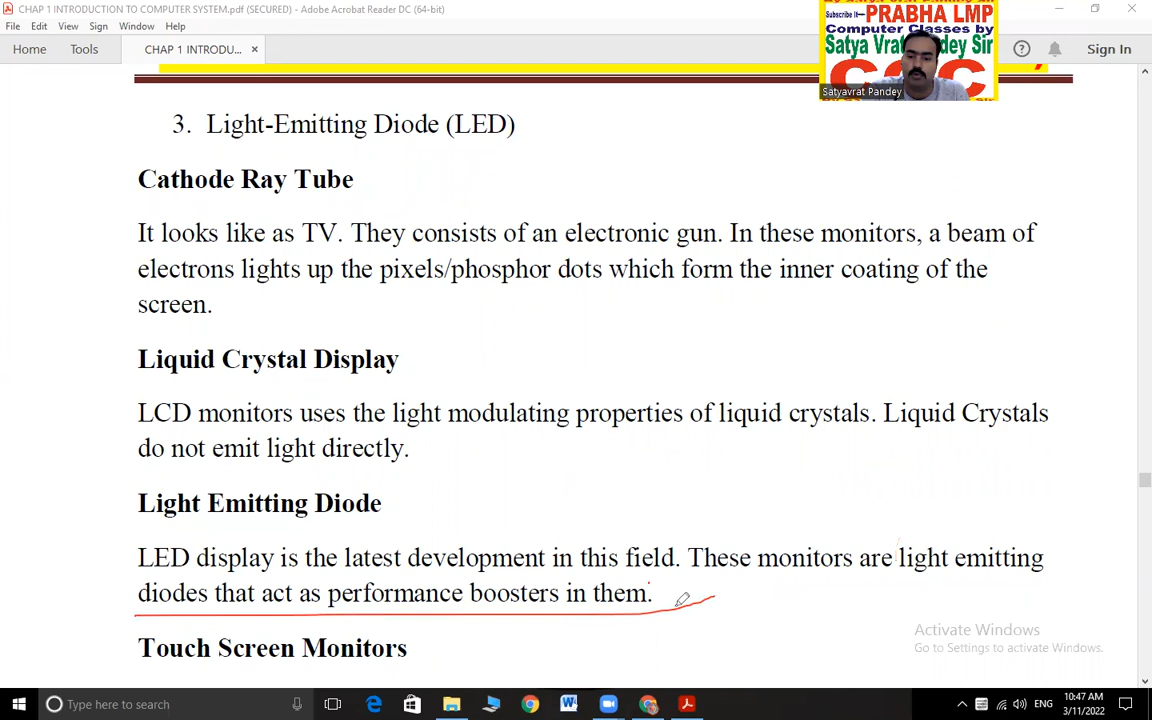 CHAP 1 INTRODUCTION TO COMPUTER SYSTEM.pdf (SECURED) - Adobe Acrobat Reader DC (64-bit)
File Edit View Sign Window Help
Home Tools CHAP 1 INTRODU... × Sign In
Subscribe It— PRABHA LMP
Computer Classes by
Satyavrat Pandey
3. Light-Emitting Diode (LED)
Cathode Ray Tube
It looks like as TV. They consists of an electronic gun. In these monitors, a beam of
electrons lights up the pixels/phosphor dots which form the inner coating of the
screen.
Liquid Crystal Display
LCD monitors uses the light modulating properties of liquid crystals. Liquid Crystals
do not emit light directly.
Light Emitting Diode
LED display is the latest development in this field. These monitors are light emitting
diodes that act as performance boosters in them.
Touch Screen Monitors
Activate Windows
Go to Settings to activate Windows.
Type here to search
ENG
10:47 AM
3/11/2022